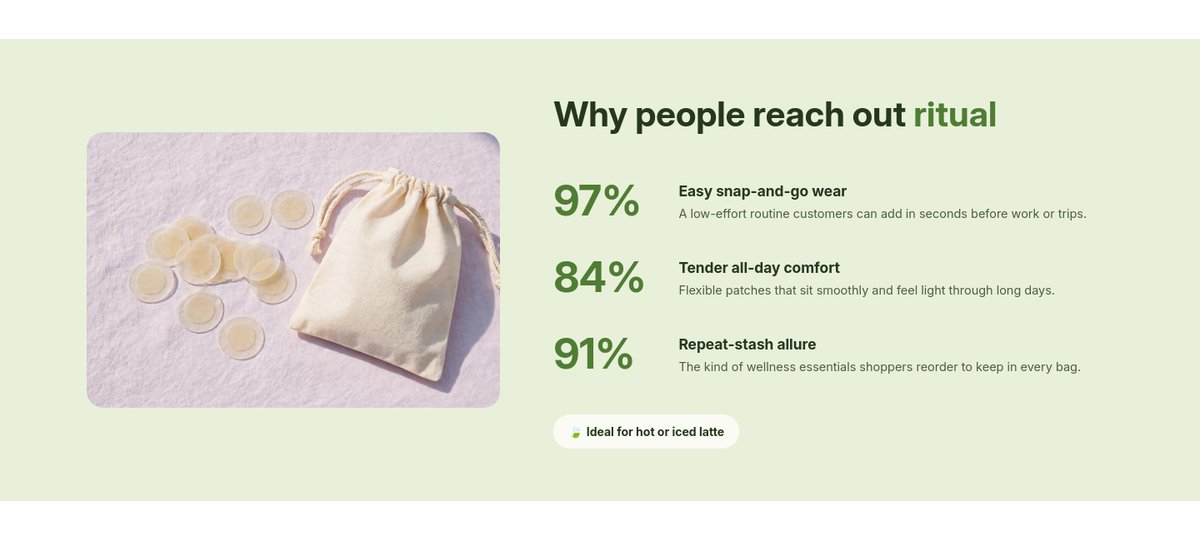 Why people reach out ritual
97%
Easy snap-and-go wear
A low-effort routine customers can add in seconds before work or trips.
84%
Tender all-day comfort
Flexible patches that sit smoothly and feel light through long days.
91%
Repeat-stash allure
The kind of wellness essentials shoppers reorder to keep in every bag.
🍃 Ideal for hot or iced latte